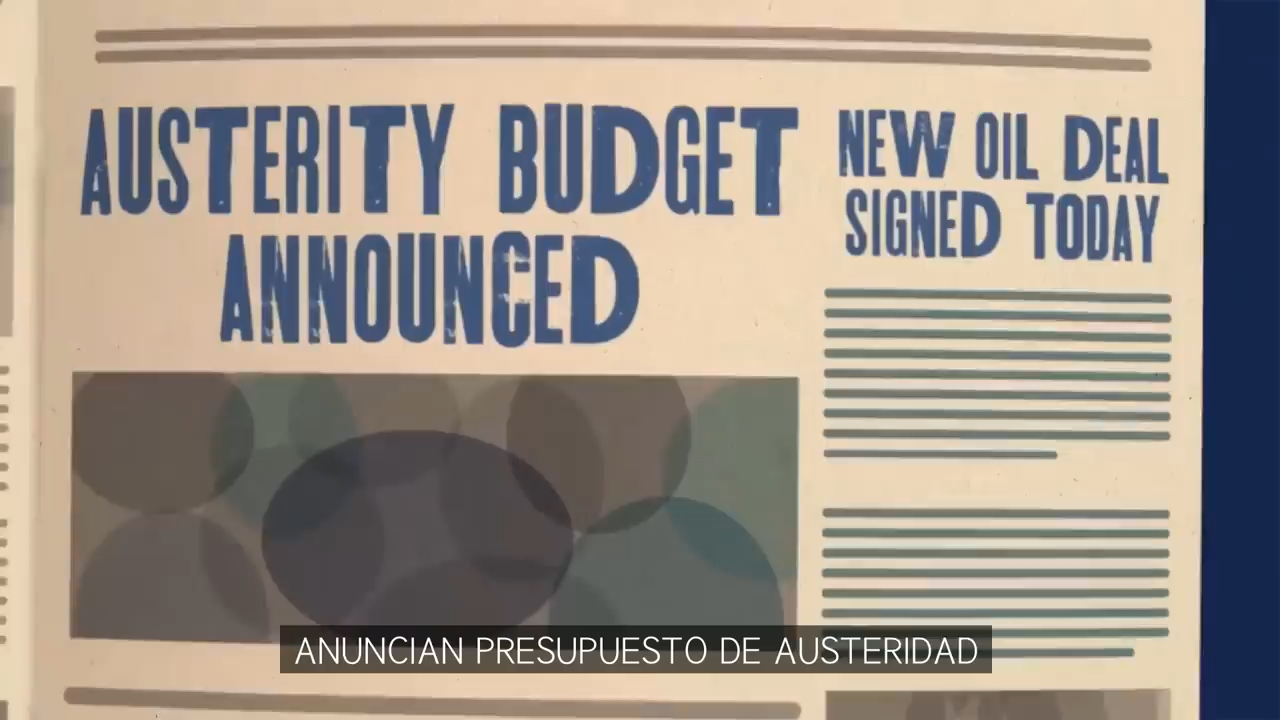 AUSTERITY BUDGET
ANNOUNCED
NEW OIL DEAL
SIGNED TODAY
ANUNCIAN PRESUPUESTO DE AUSTERIDAD